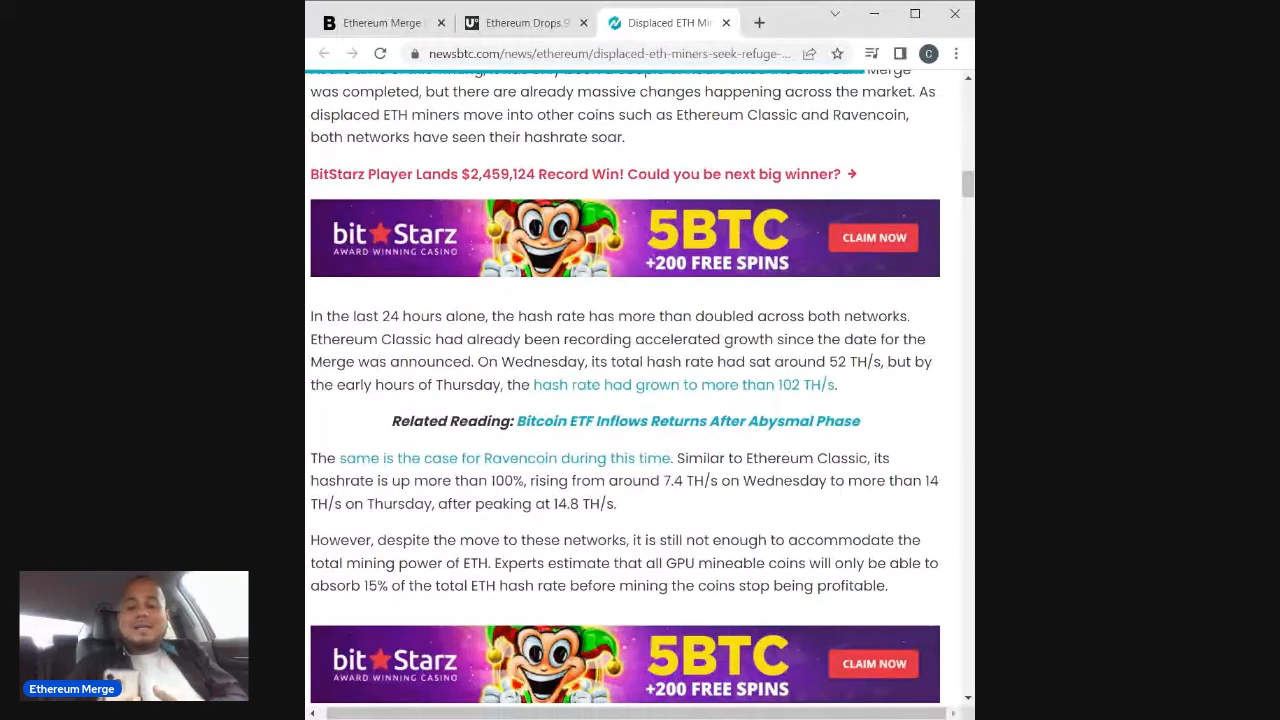 Ethereum Merge
Ethereum Drops
Displaced ETH Mi
newsbtc.com/news/ethereum/displaced-eth-miners-seek-refuge-...
C
Merge
was completed, but there are already massive changes happening across the market. As
displaced ETH miners move into other coins such as Ethereum Classic and Ravencoin,
both networks have seen their hashrate soar.
BitStarz Player Lands $2,459,124 Record Win! Could you be next big winner? →
bit★Starz
AWARD WINNING CASINO
5BTC
+200 FREE SPINS
CLAIM NOW
In the last 24 hours alone, the hash rate has more than doubled across both networks.
Ethereum Classic had already been recording accelerated growth since the date for the
Merge was announced. On Wednesday, its total hash rate had sat around 52 TH/s, but by
the early hours of Thursday, the hash rate had grown to more than 102 TH/s.
Related Reading: Bitcoin ETF Inflows Returns After Abysmal Phase
The same is the case for Ravencoin during this time. Similar to Ethereum Classic, its
hashrate is up more than 100%, rising from around 7.4 TH/s on Wednesday to more than 14
TH/s on Thursday, after peaking at 14.8 TH/s.
However, despite the move to these networks, it is still not enough to accommodate the
total mining power of ETH. Experts estimate that all GPU mineable coins will only be able to
absorb 15% of the total ETH hash rate before mining the coins stop being profitable.
bit★Starz
AWARD WINNING CASINO
5BTC
+200 FREE SPINS
CLAIM NOW
Ethereum Merge